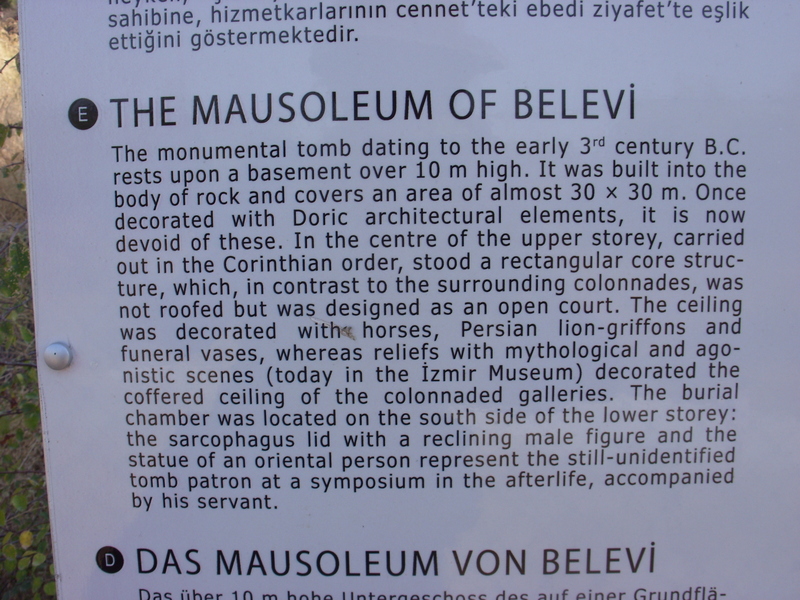 sahibine, hizmetkarlarının cennet'teki ebedi ziyafet'te eşlik
ettiğini göstermektedir.
E THE MAUSOLEUM OF BELEVİ
The monumental tomb dating to the early 3rd century B.C.
rests upon a basement over 10 m high. It was built into the
body of rock and covers an area of almost 30 × 30 m. Once
decorated with Doric architectural elements, it is now
devoid of these. In the centre of the upper storey, carried
out in the Corinthian order, stood a rectangular core struc-
ture, which, in contrast to the surrounding colonnades, was
not roofed but was designed as an open court. The ceiling
was decorated with horses, Persian lion-griffons and
funeral vases, whereas reliefs with mythological and ago-
nistic scenes (today in the İzmir Museum) decorated the
coffered ceiling of the colonnaded galleries. The burial
chamber was located on the south side of the lower storey:
the sarcophagus lid with a reclining male figure and the
statue of an oriental person represent the still-unidentified
tomb patron at a symposium in the afterlife, accompanied
by his servant.
D DAS MAUSOLEUM VON BELEVİ
Das über 10 m hohe Untergeschoss des auf einer Grundflä-